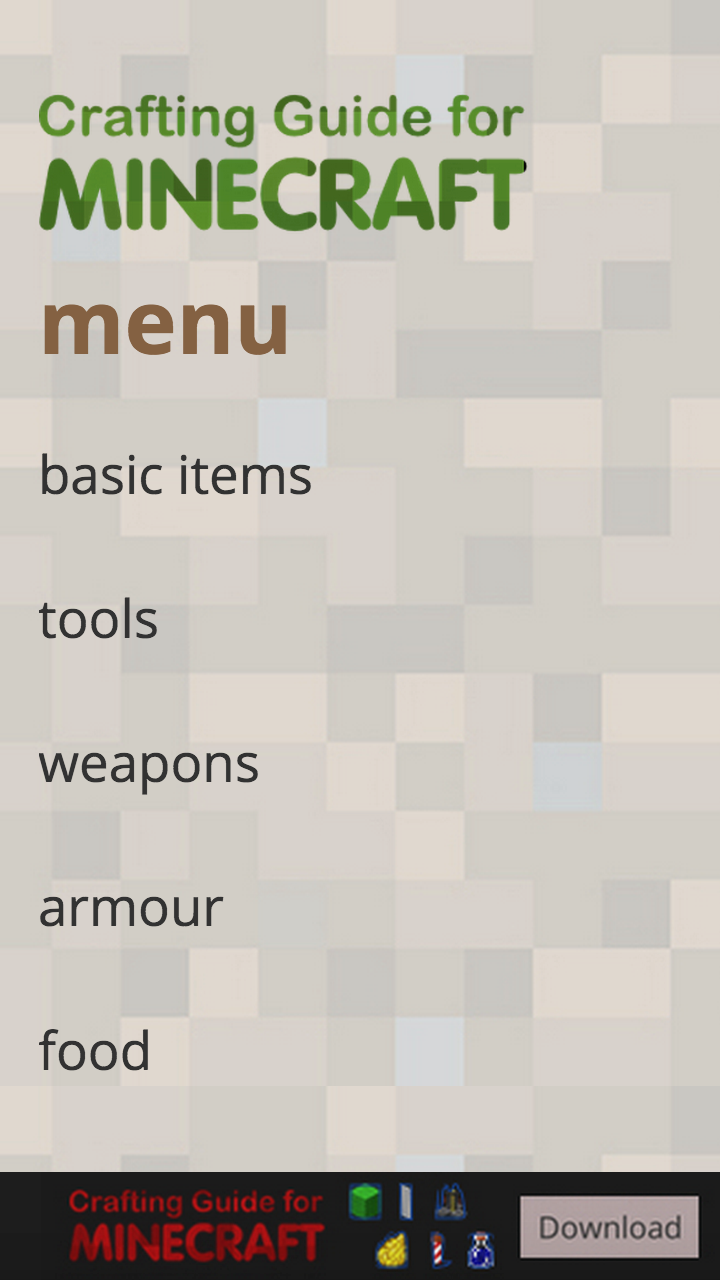 Crafting Guide for
MINECRAFT
menu
basic items
tools
weapons
armour
food
Crafting Guide for
MINECRAFT
Download